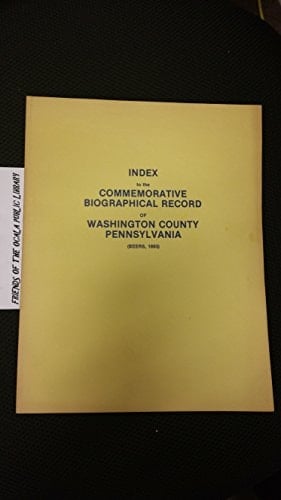 INDEX
to the
COMMEMORATIVE
BIOGRAPHICAL RECORD
OF
WASHINGTON COUNTY
PENNSYLVANIA
(BEERS, 1893)
FRIENDS OF THE OCALA PUBLIC LIBRARY